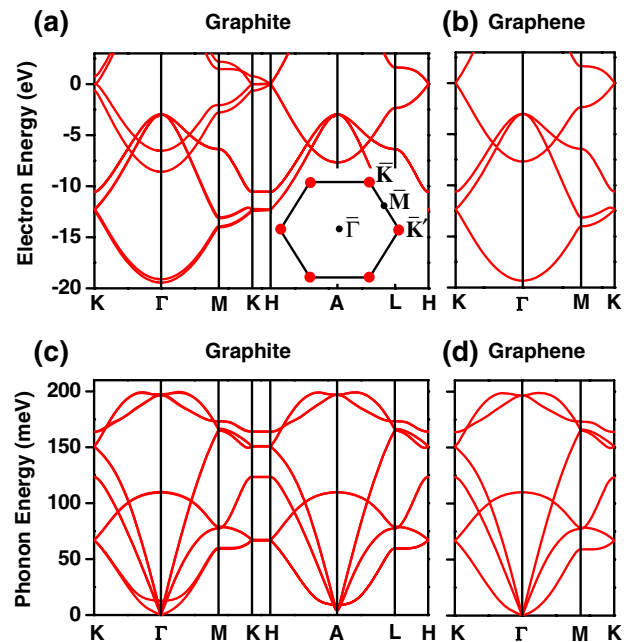 (a) Graphite
Electron Energy (eV)
0
-5
-10
-15
-20
K Γ M K H A L H
K̄
M̄
Γ̄
K̄′
(b) Graphene
K Γ M K
(c) Graphite
Phonon Energy (meV)
200
150
100
50
0
K Γ M K H A L H
(d) Graphene
K Γ M K